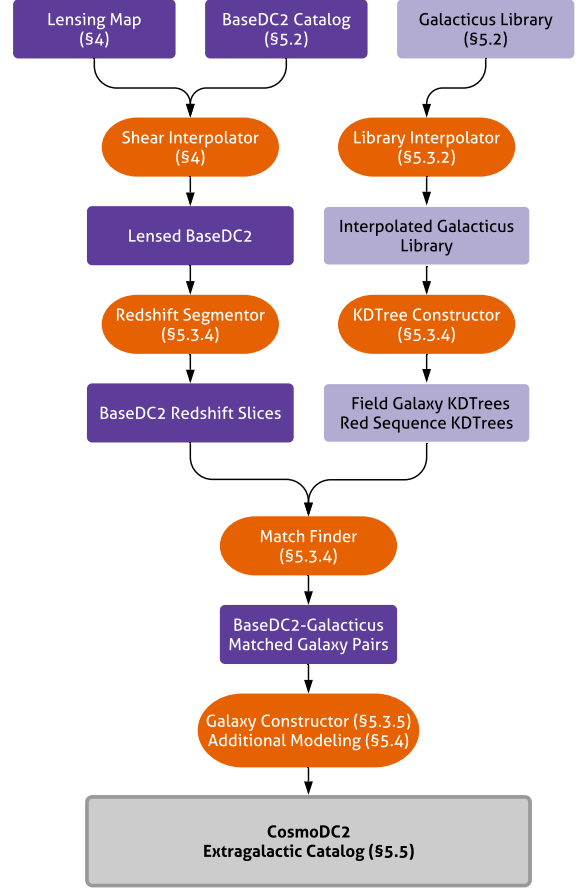 Lensing Map
(§4)
BaseDC2 Catalog
(§5.2)
Galacticus Library
(§5.2)
Shear Interpolator
(§4)
Library Interpolator
(§5.3.2)
Lensed BaseDC2
Interpolated Galacticus
Library
Redshift Segmentor
(§5.3.4)
KDTree Constructor
(§5.3.4)
BaseDC2 Redshift Slices
Field Galaxy KDTrees
Red Sequence KDTrees
Match Finder
(§5.3.4)
BaseDC2-Galacticus
Matched Galaxy Pairs
Galaxy Constructor (§5.3.5)
Additional Modeling (§5.4)
CosmoDC2
Extragalactic Catalog (§5.5)